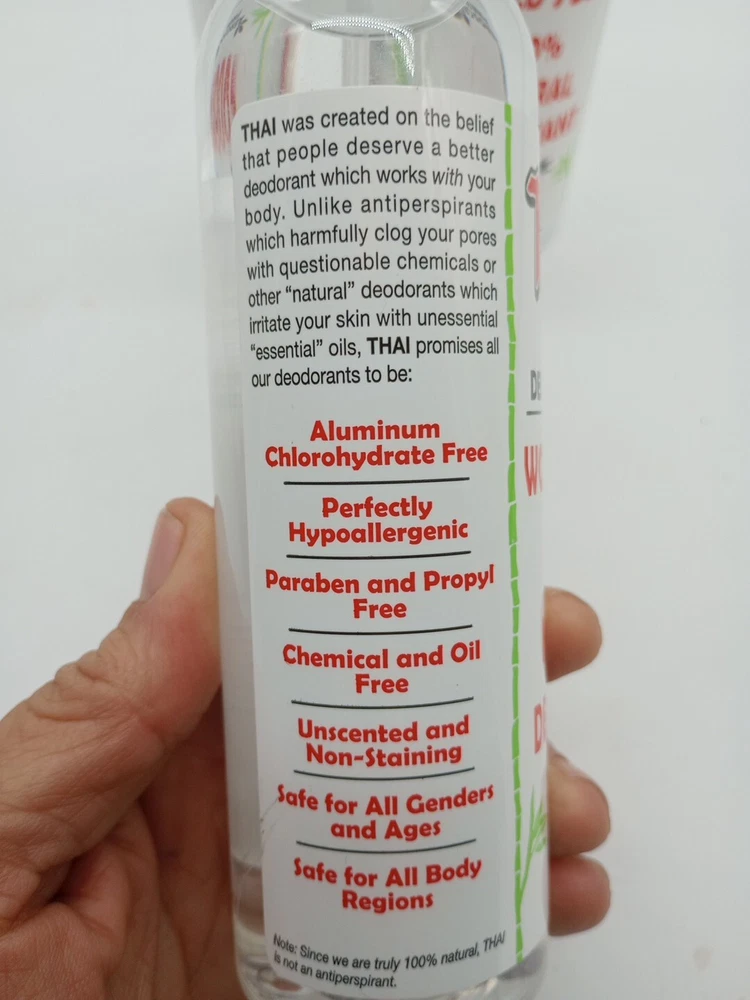 THAI was created on the belief
that people deserve a better
deodorant which works with your
body. Unlike antiperspirants
which harmfully clog your pores
with questionable chemicals or
other “natural” deodorants which
irritate your skin with unessential
“essential” oils, THAI promises all
our deodorants to be:
Aluminum
Chlorohydrate Free
Perfectly
Hypoallergenic
Paraben and Propyl
Free
Chemical and Oil
Free
Unscented and
Non-Staining
Safe for All Genders
and Ages
Safe for All Body
Regions
Note: Since we are truly 100% natural, THAI
is not an antiperspirant.